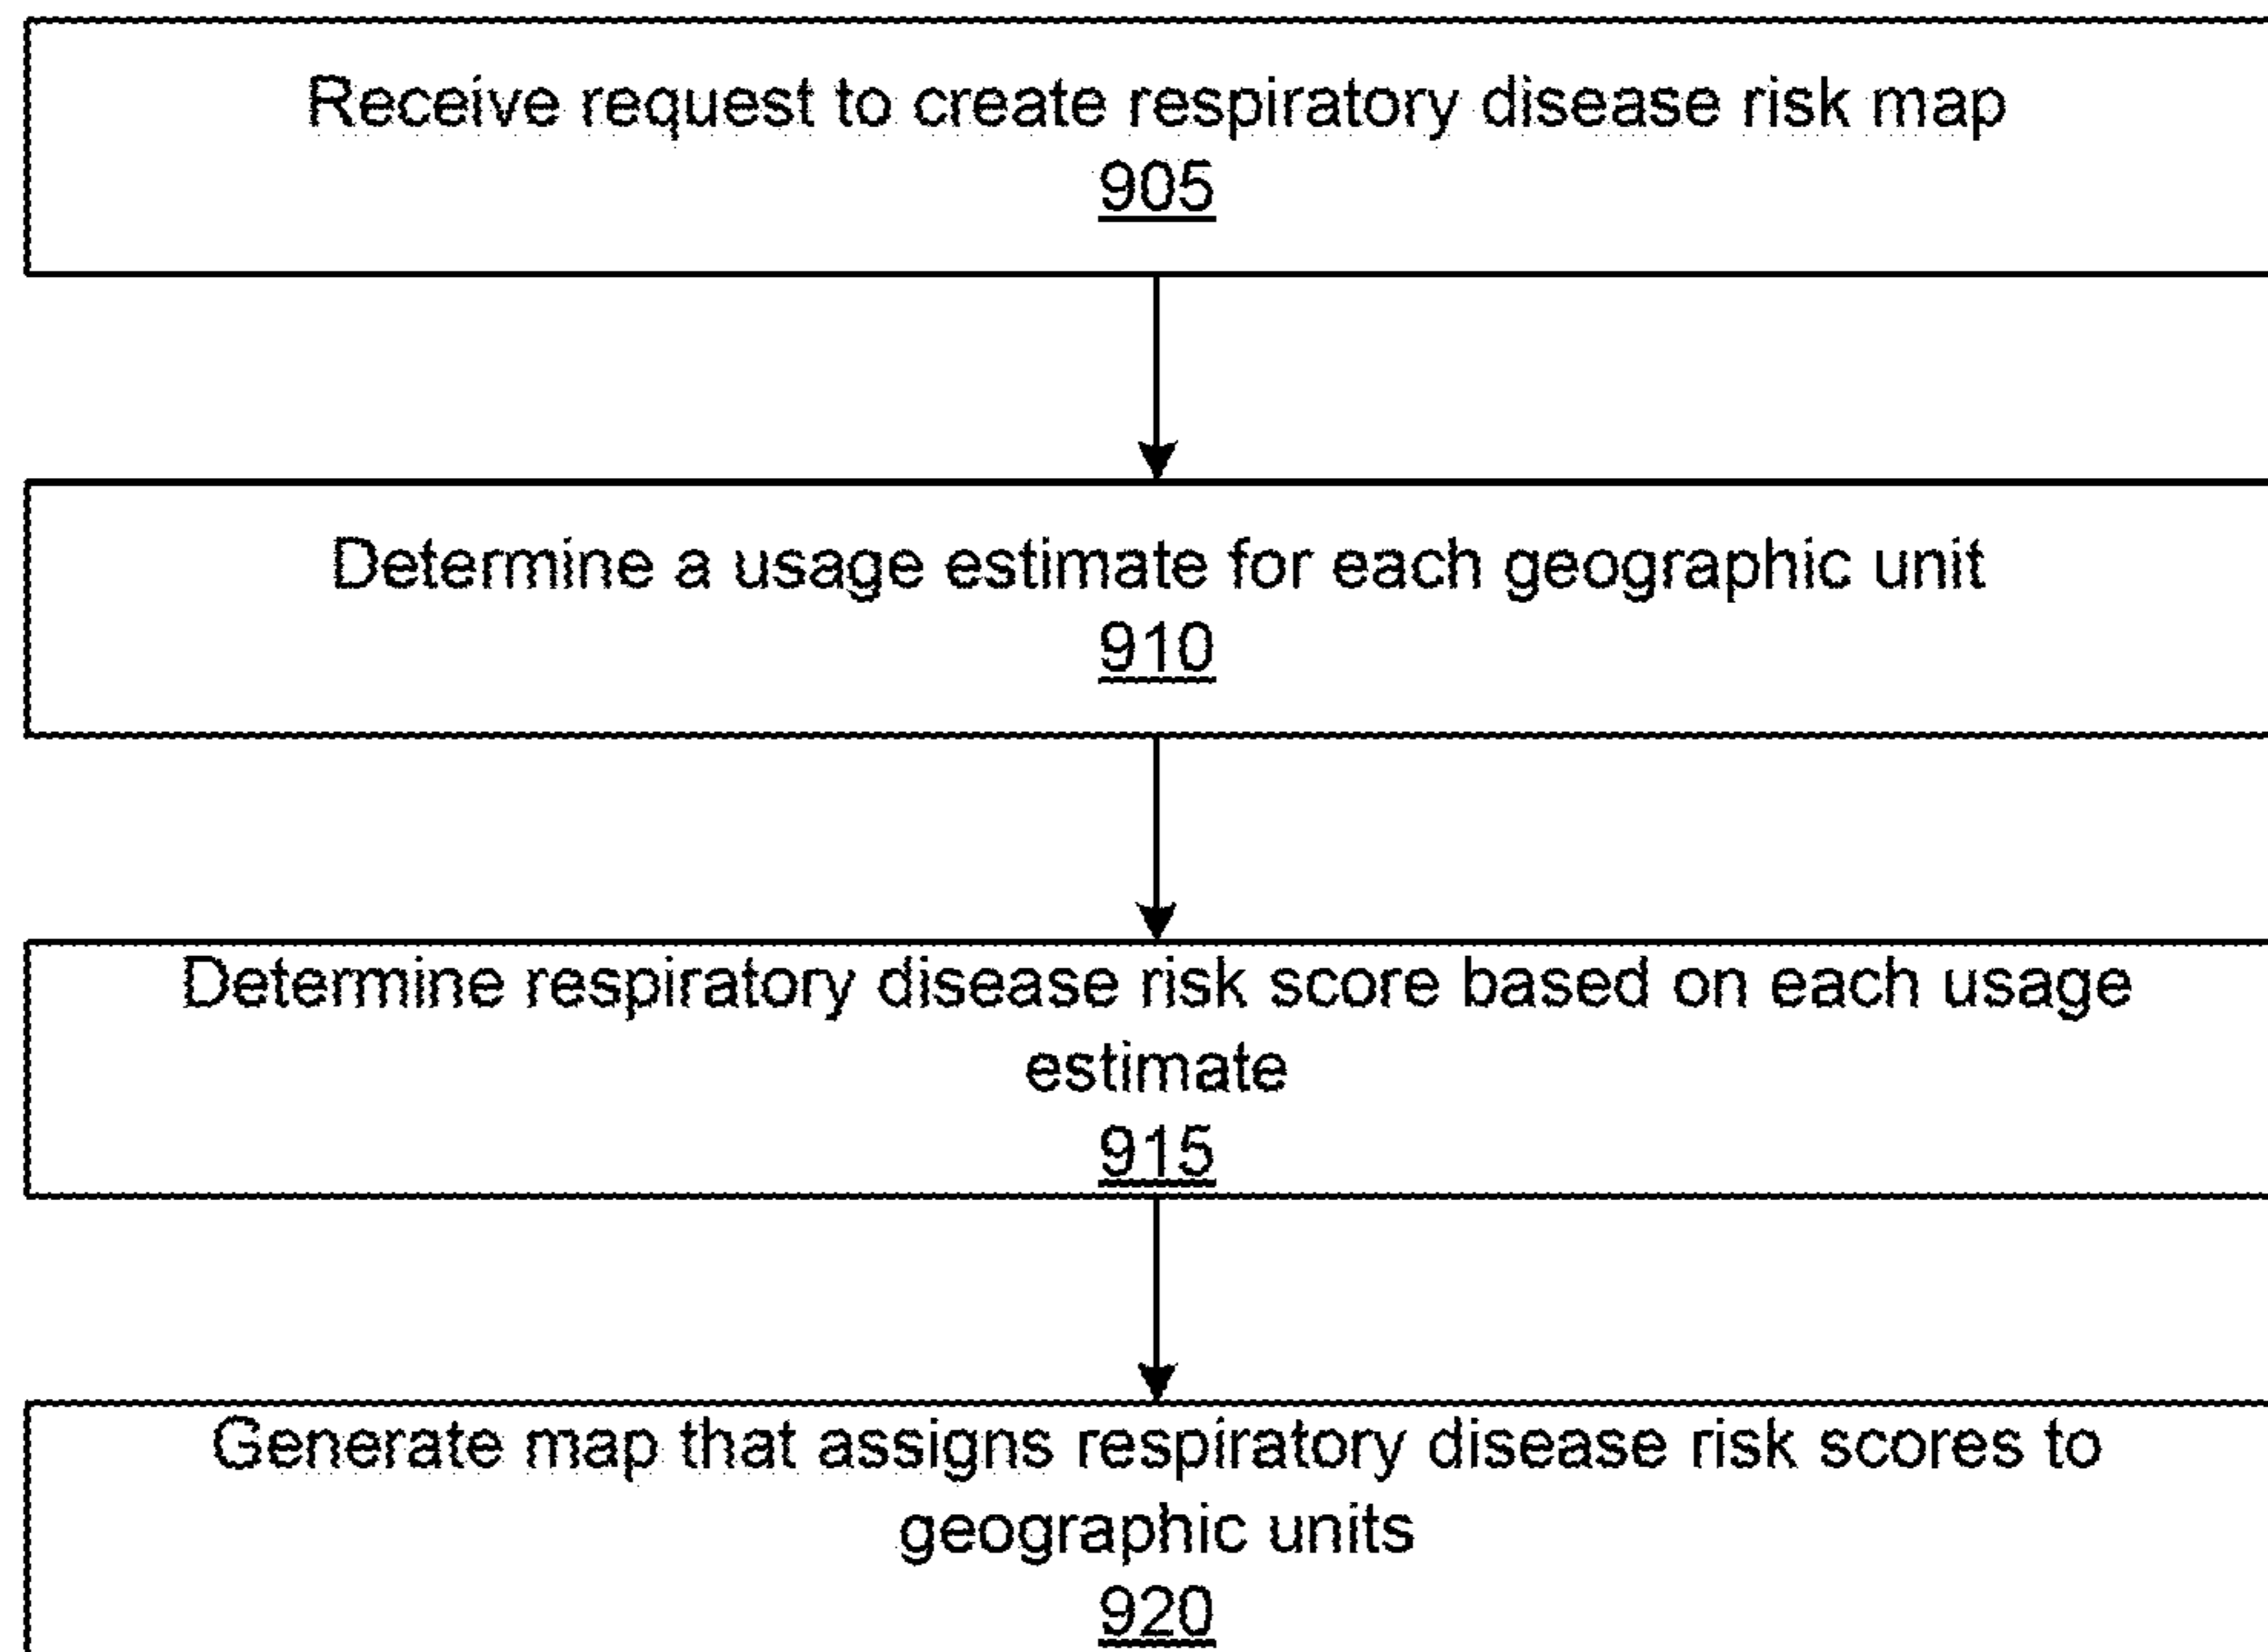 Receive request to create respiratory disease risk map
905
Determine a usage estimate for each geographic unit
910
Determine respiratory disease risk score based on each usage
estimate
915
Generate map that assigns respiratory disease risk scores to
geographic units
920